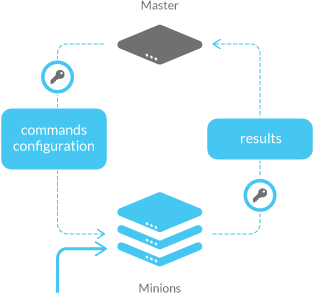 Master
commands
configuration
results
Minions